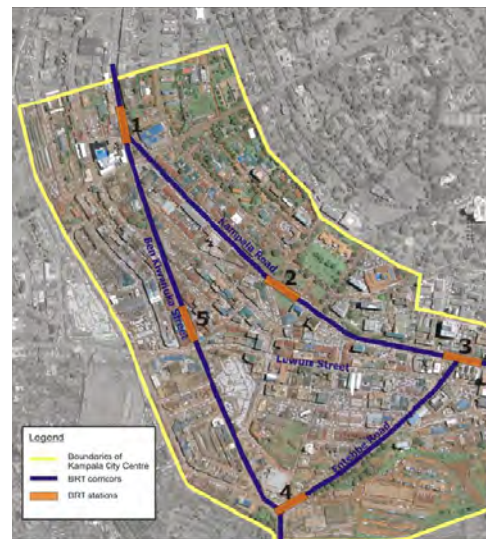 1
Kampala Road
2
Ben Kiwanuka Street
5
3
Luwum Street
Entebbe Road
4
Legend
Boundaries of
Kampala City Centre
BRT corridors
BRT stations